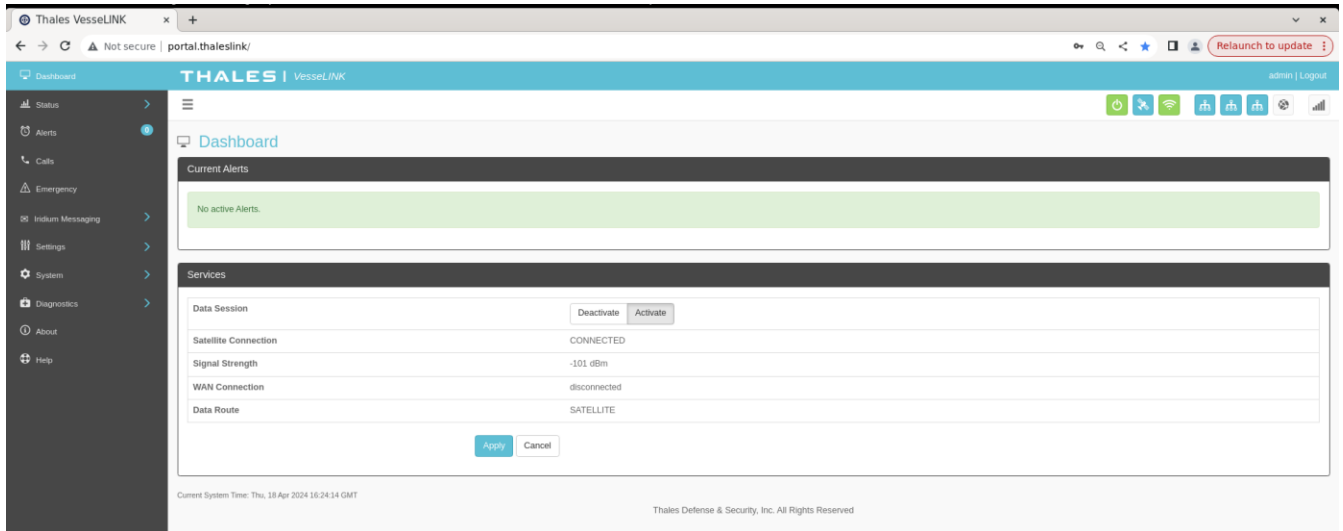 Thales VesseLINK
Not secure portal.thaleslink/
Relaunch to update
Dashboard
THALES | VesseLINK
admin | Logout
Status
Alerts 0
Calls
Emergency
Iridium Messaging
Settings
System
Diagnostics
About
Help
Dashboard
Current Alerts
No active Alerts.
Services
Data Session Deactivate Activate
Satellite Connection CONNECTED
Signal Strength -101 dBm
WAN Connection disconnected
Data Route SATELLITE
Apply Cancel
Current System Time: Thu, 18 Apr 2024 16:24:14 GMT
Thales Defense & Security, Inc. All Rights Reserved